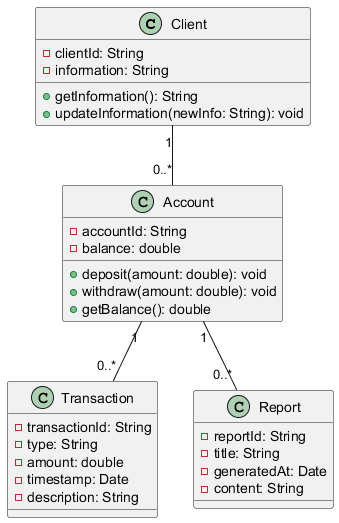 C Client
clientId: String
information: String
getInformation(): String
updateInformation(newInfo: String): void
1
0..*
C Account
accountId: String
balance: double
deposit(amount: double): void
withdraw(amount: double): void
getBalance(): double
1 1
0..* 0..*
C Transaction
transactionId: String
type: String
amount: double
timestamp: Date
description: String
C Report
reportId: String
title: String
generatedAt: Date
content: String